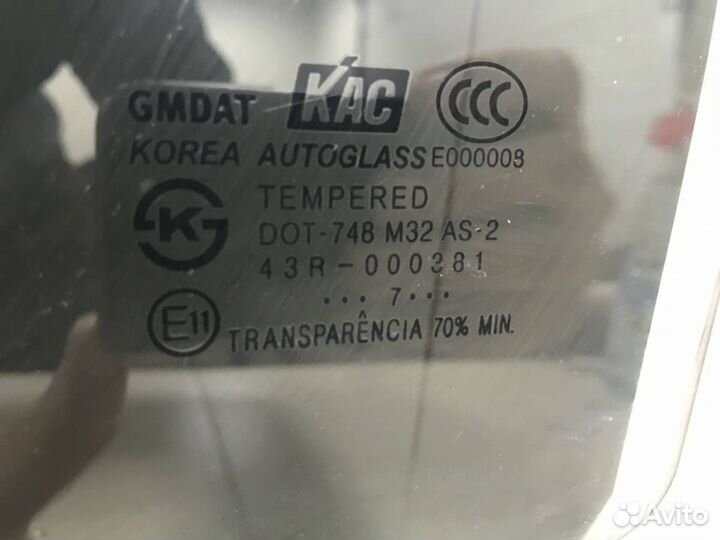 GMDAT KAC CCC
KOREA AUTOGLASS E000008
TEMPERED
K
DOT-748 M32 AS-2
43R-000381
... 7...
E11
TRANSPARÊNCIA 70% MIN.
Avito